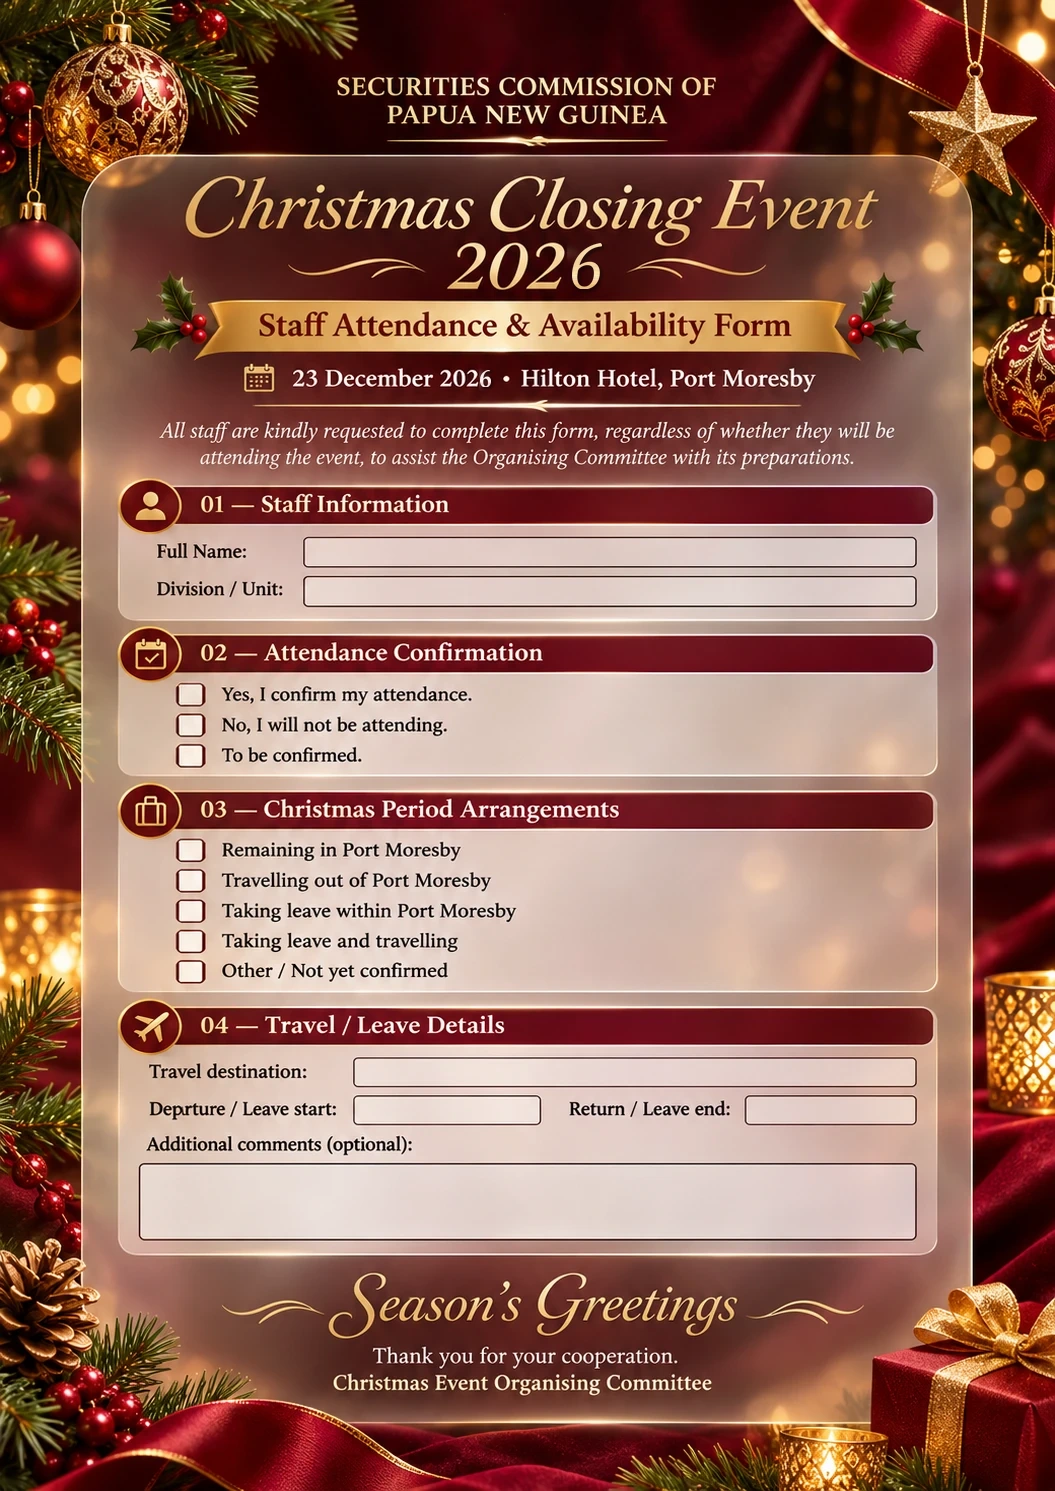 SECURITIES COMMISSION OF
PAPUA NEW GUINEA
Christmas Closing Event
2026
Staff Attendance & Availability Form
23 December 2026 • Hilton Hotel, Port Moresby
All staff are kindly requested to complete this form, regardless of whether they will be
attending the event, to assist the Organising Committee with its preparations.
01 — Staff Information
Full Name:
Division / Unit:
02 — Attendance Confirmation
Yes, I confirm my attendance.
No, I will not be attending.
To be confirmed.
03 — Christmas Period Arrangements
Remaining in Port Moresby
Travelling out of Port Moresby
Taking leave within Port Moresby
Taking leave and travelling
Other / Not yet confirmed
04 — Travel / Leave Details
Travel destination:
Deprture / Leave start: Return / Leave end:
Additional comments (optional):
Season's Greetings
Thank you for your cooperation.
Christmas Event Organising Committee